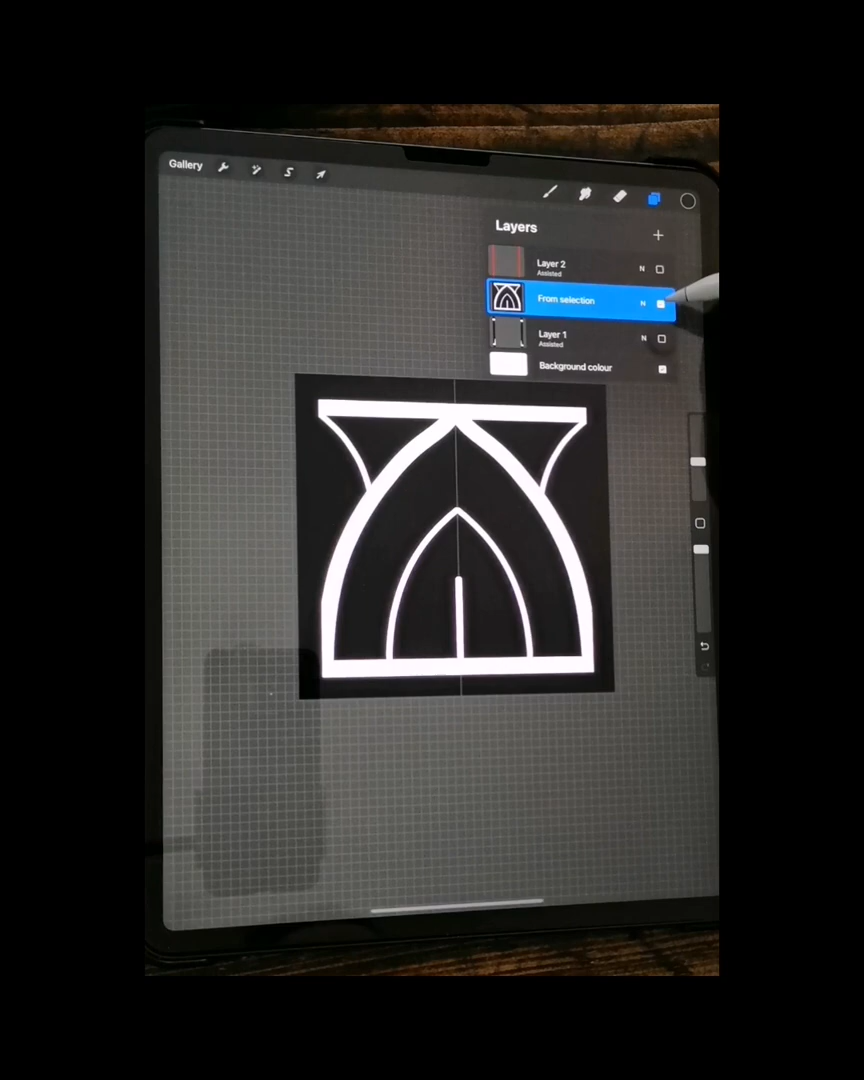 Gallery
Layers
Layer 2
Assisted
N
From selection
N
Layer 1
Assisted
N
Background colour